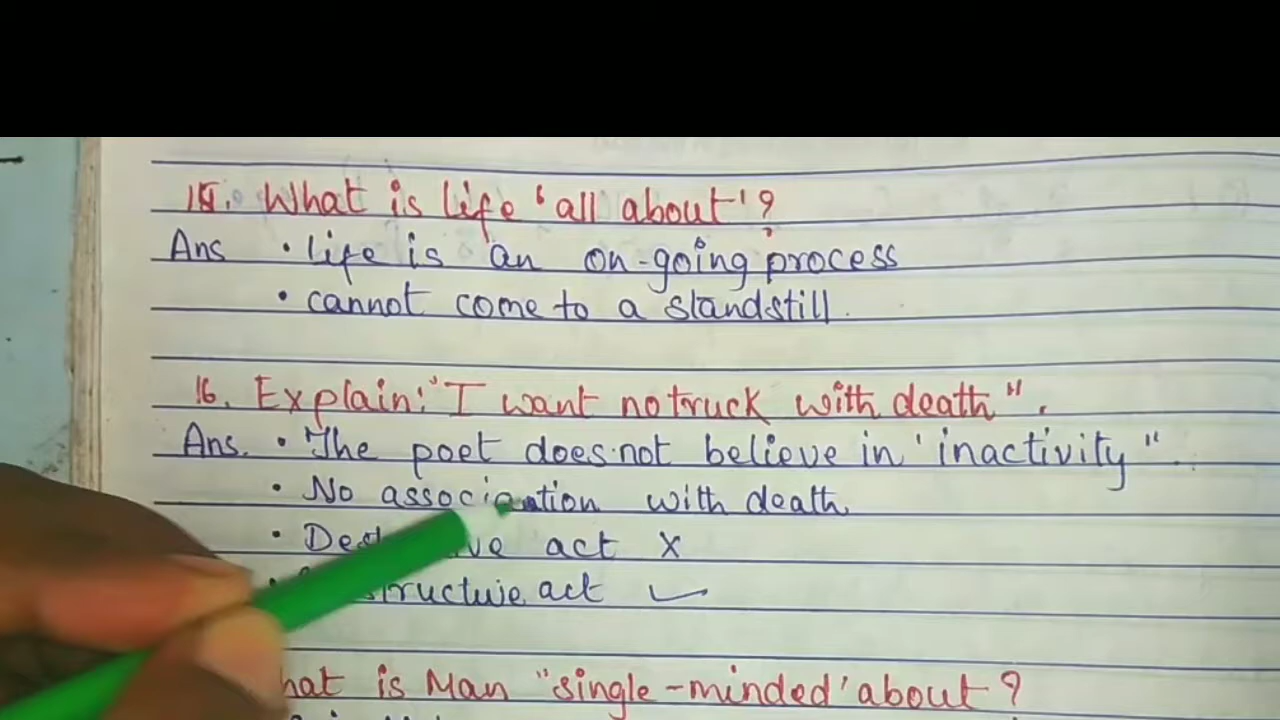 15. What is life 'all about'?
Ans • life is an on-going process
• cannot come to a standstill.
16. Explain: "I want no truck with death".
Ans. • The poet does not believe in 'inactivity".
• No association with death.
• act x
• act ✓
is Man "single-minded' about?